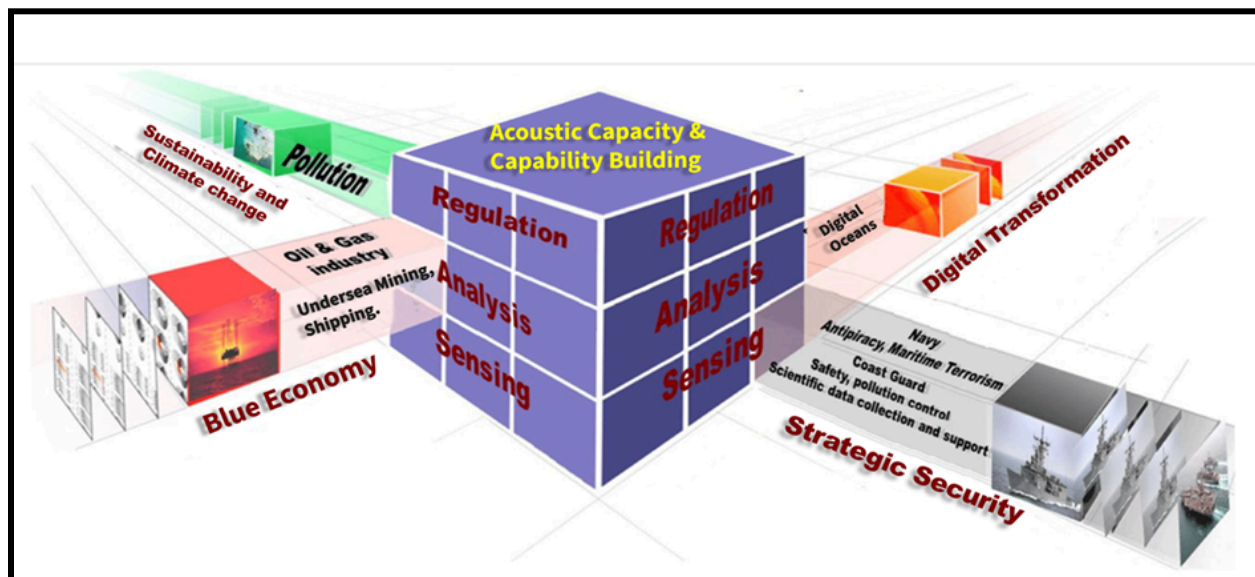 Acoustic Capacity &
Capability Building
Regulation
Analysis
Sensing
Regulation
Analysis
Sensing
Pollution
Sustainability and
Climate change
Oil & Gas
industry
Undersea Mining,
Shipping.
Blue Economy
Digital
Oceans
Digital Transformation
Navy
Antipiracy, Maritime Terrorism
Coast Guard
Safety, pollution control
Scientific data collection and support
Strategic Security